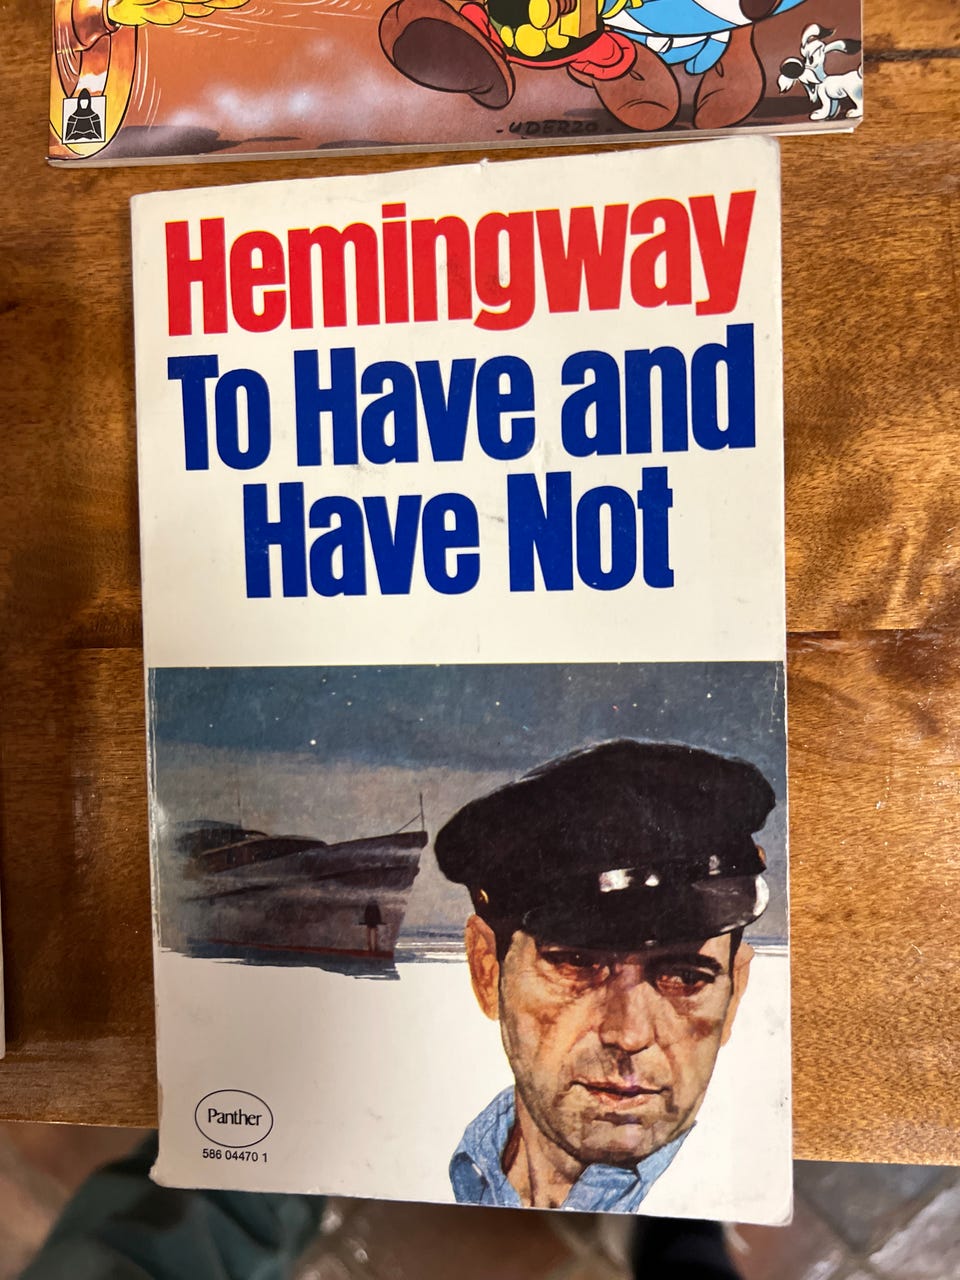 -UDERZO-
Hemingway
To Have and
Have Not
Panther
586 04470 1